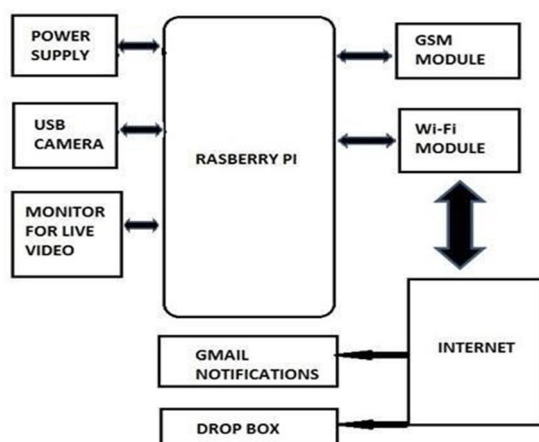 POWER
SUPPLY
GSM
MODULE
USB
CAMERA
Wi-Fi
MODULE
RASBERRY PI
MONITOR
FOR LIVE
VIDEO
INTERNET
GMAIL
NOTIFICATIONS
DROP BOX